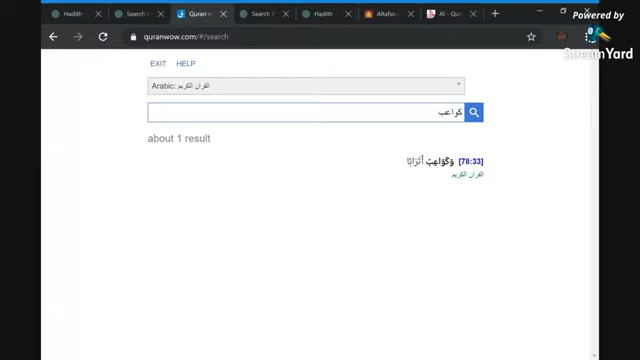 Hadith
Search
Quran w
Search
Hadith
Altafsir
Al - Qur
Powered by
StreamYard
quranwow.com/#/search
EXIT HELP
Arabic: القرآن الكريم
كواعب
about 1 result
[78:33] وَكَوَاعِبَ أَتْرَابًا
القرآن الكريم